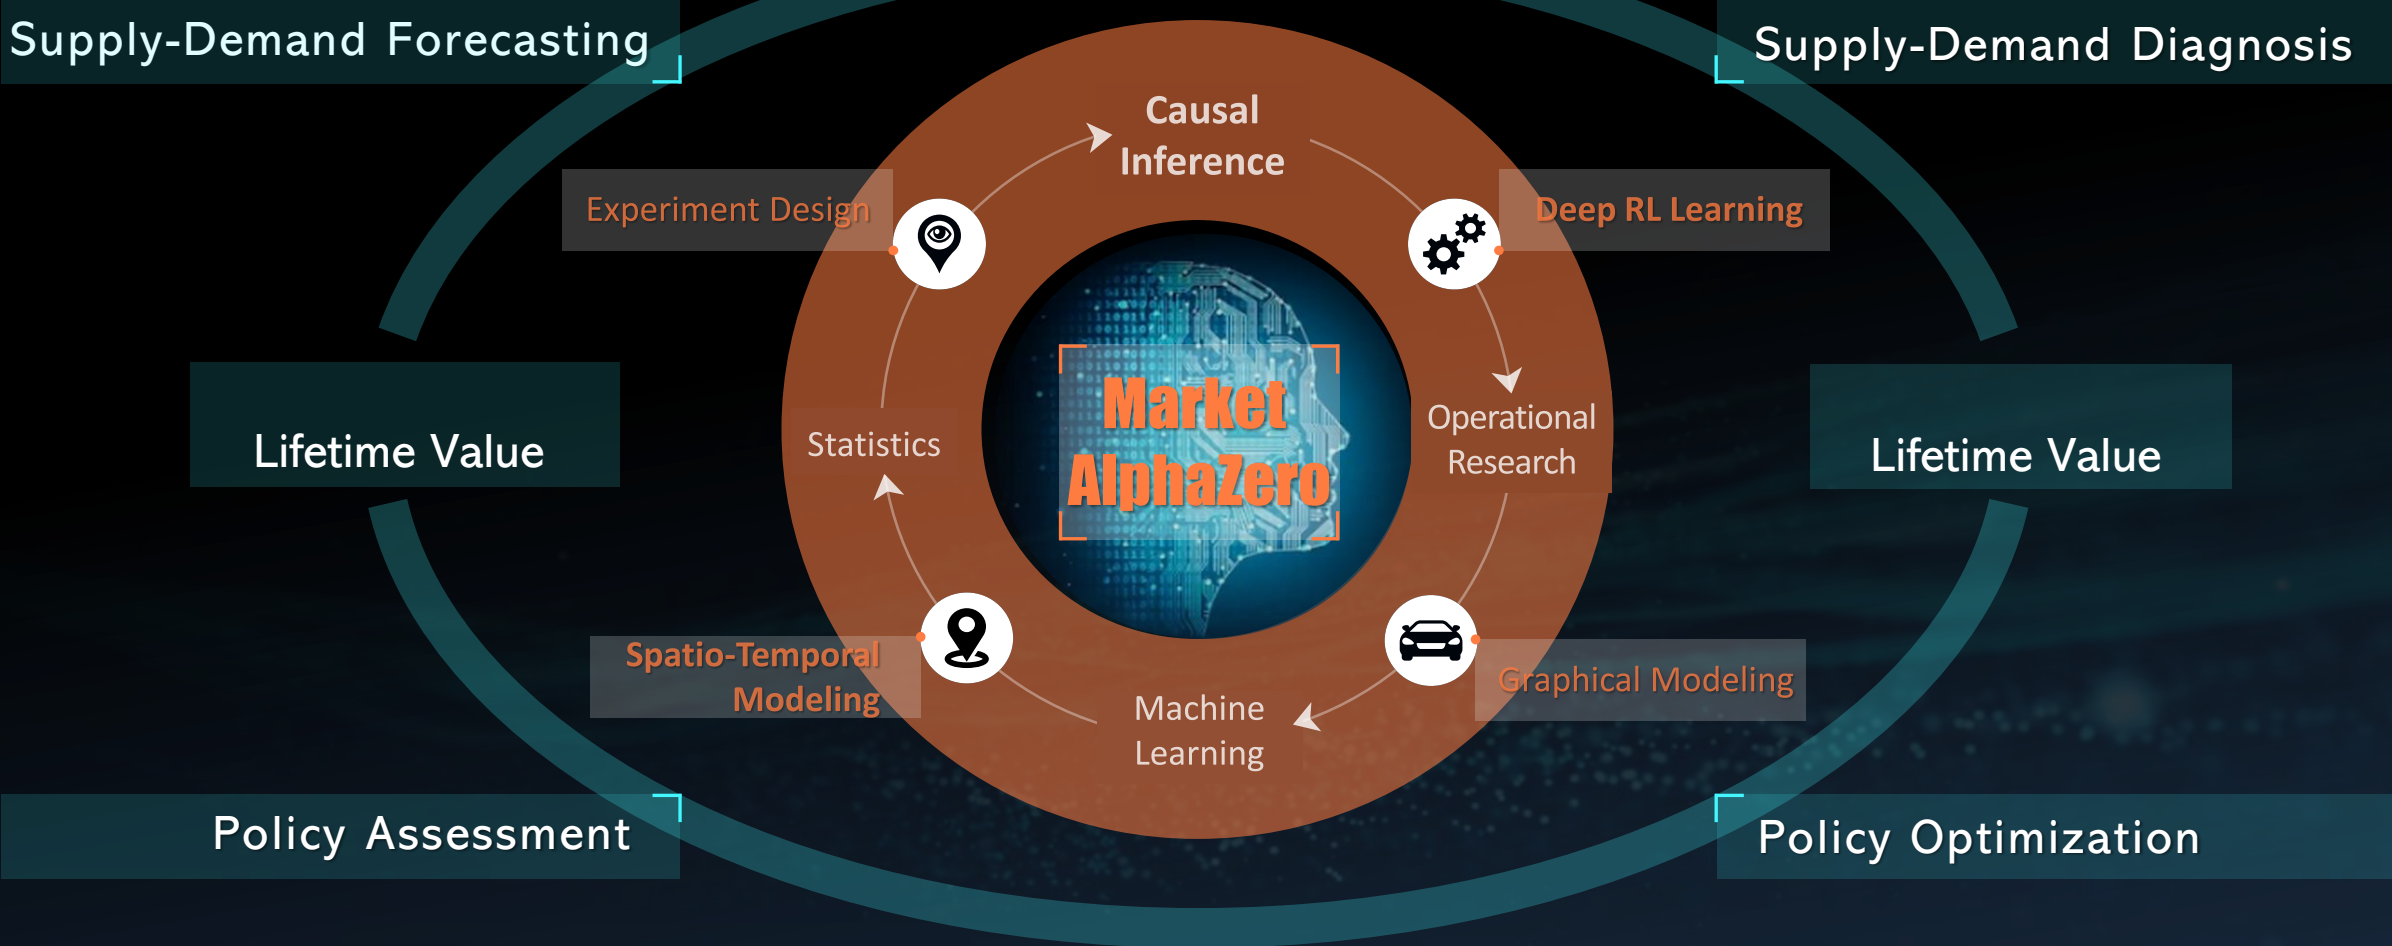 Supply-Demand Forecasting
Supply-Demand Diagnosis
Causal
Inference
Experiment Design
Deep RL Learning
Market
AlphaZero
Statistics
Operational
Research
Lifetime Value
Lifetime Value
Spatio-Temporal
Modeling
Graphical Modeling
Machine
Learning
Policy Assessment
Policy Optimization